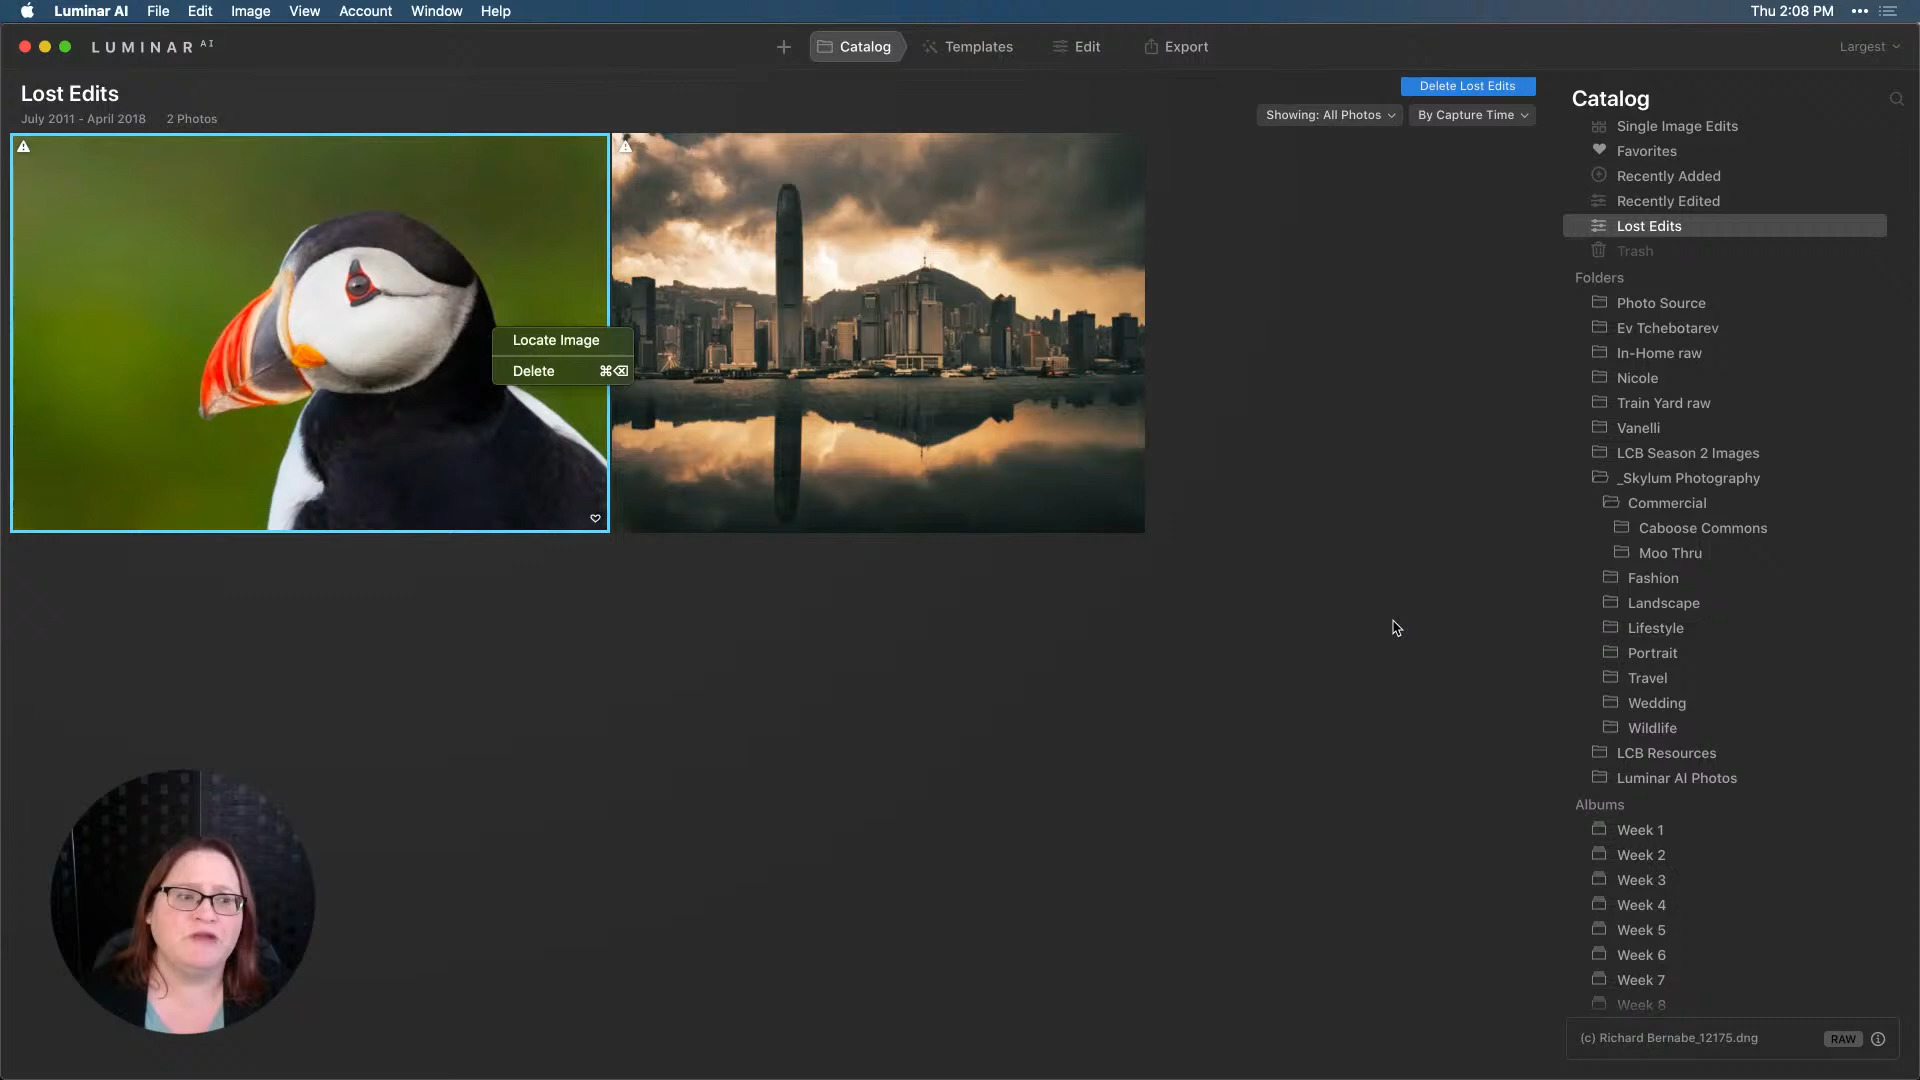 Luminar AI File Edit Image View Account Window Help Thu 2:08 PM
LUMINAR AI Catalog Templates Edit Export Largest
Lost Edits
July 2011 - April 2018 2 Photos
Delete Lost Edits
Showing: All Photos By Capture Time
Locate Image
Delete ⌘⌫
Catalog
Single Image Edits
Favorites
Recently Added
Recently Edited
Lost Edits
Trash
Folders
Photo Source
Ev Tchebotarev
In-Home raw
Nicole
Train Yard raw
Vanelli
LCB Season 2 Images
_Skylum Photography
Commercial
Caboose Commons
Moo Thru
Fashion
Landscape
Lifestyle
Portrait
Travel
Wedding
Wildlife
LCB Resources
Luminar AI Photos
Albums
Week 1
Week 2
Week 3
Week 4
Week 5
Week 6
Week 7
Week 8
(c) Richard Bernabe_12175.dng RAW